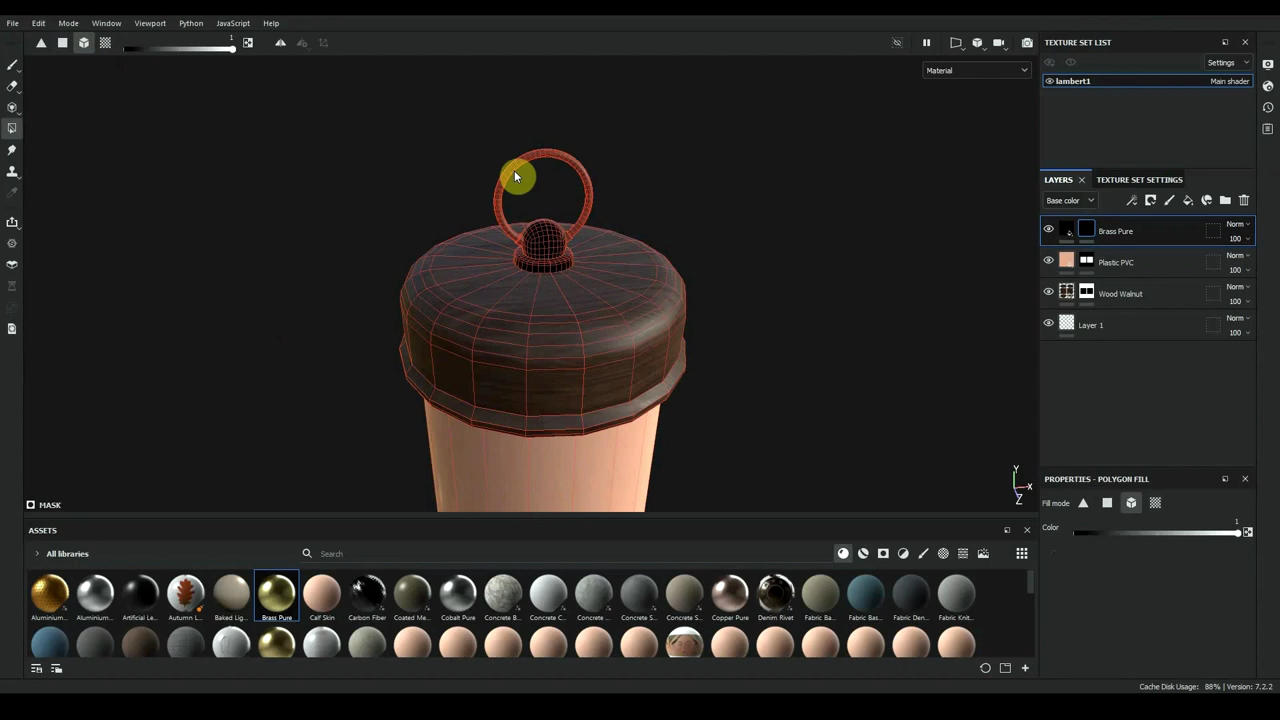 File Edit Mode Window Viewport Python JavaScript Help
1
Material
TEXTURE SET LIST
Settings
lambert1 Main shader
LAYERS TEXTURE SET SETTINGS
Base color
Brass Pure Norm 100
Plastic PVC Norm 100
Wood Walnut Norm 100
Layer 1 Norm 100
Y
X
Z
MASK
PROPERTIES - POLYGON FILL
Fill mode
Color 1
ASSETS
All libraries Search
Aluminium... Aluminium... Artificial Le... Autumn L... Baked Lig... Brass Pure Calf Skin Carbon Fiber Coated Me... Cobalt Pure Concrete B... Concrete C... Concrete ... Concrete S... Concrete S... Copper Pure Denim Rivet Fabric Ba... Fabric Bas... Fabric Den... Fabric Knit...
Cache Disk Usage: 88% | Version: 7.2.2